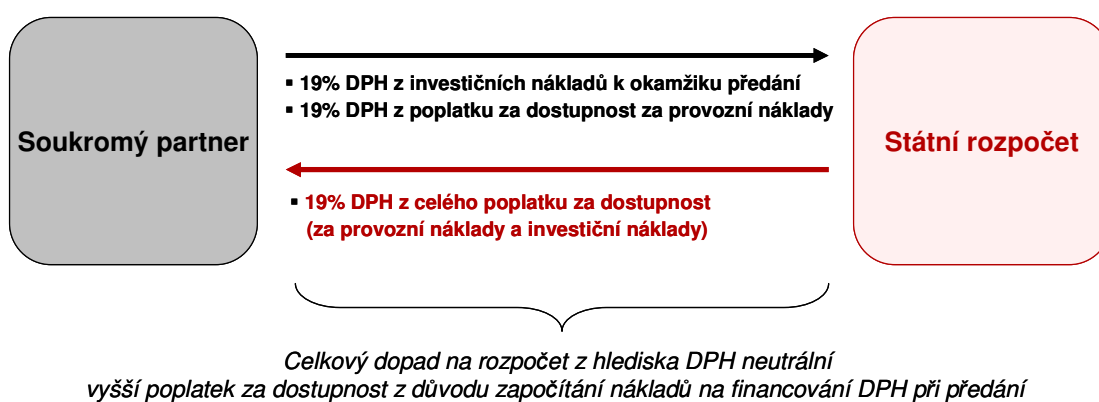 ▪ 19% DPH z investičních nákladů k okamžiku předání
▪ 19% DPH z poplatku za dostupnost za provozní náklady
Soukromý partner
Státní rozpočet
▪ 19% DPH z celého poplatku za dostupnost
(za provozní náklady a investiční náklady)
Celkový dopad na rozpočet z hlediska DPH neutrální
vyšší poplatek za dostupnost z důvodu započítání nákladů na financování DPH při předání